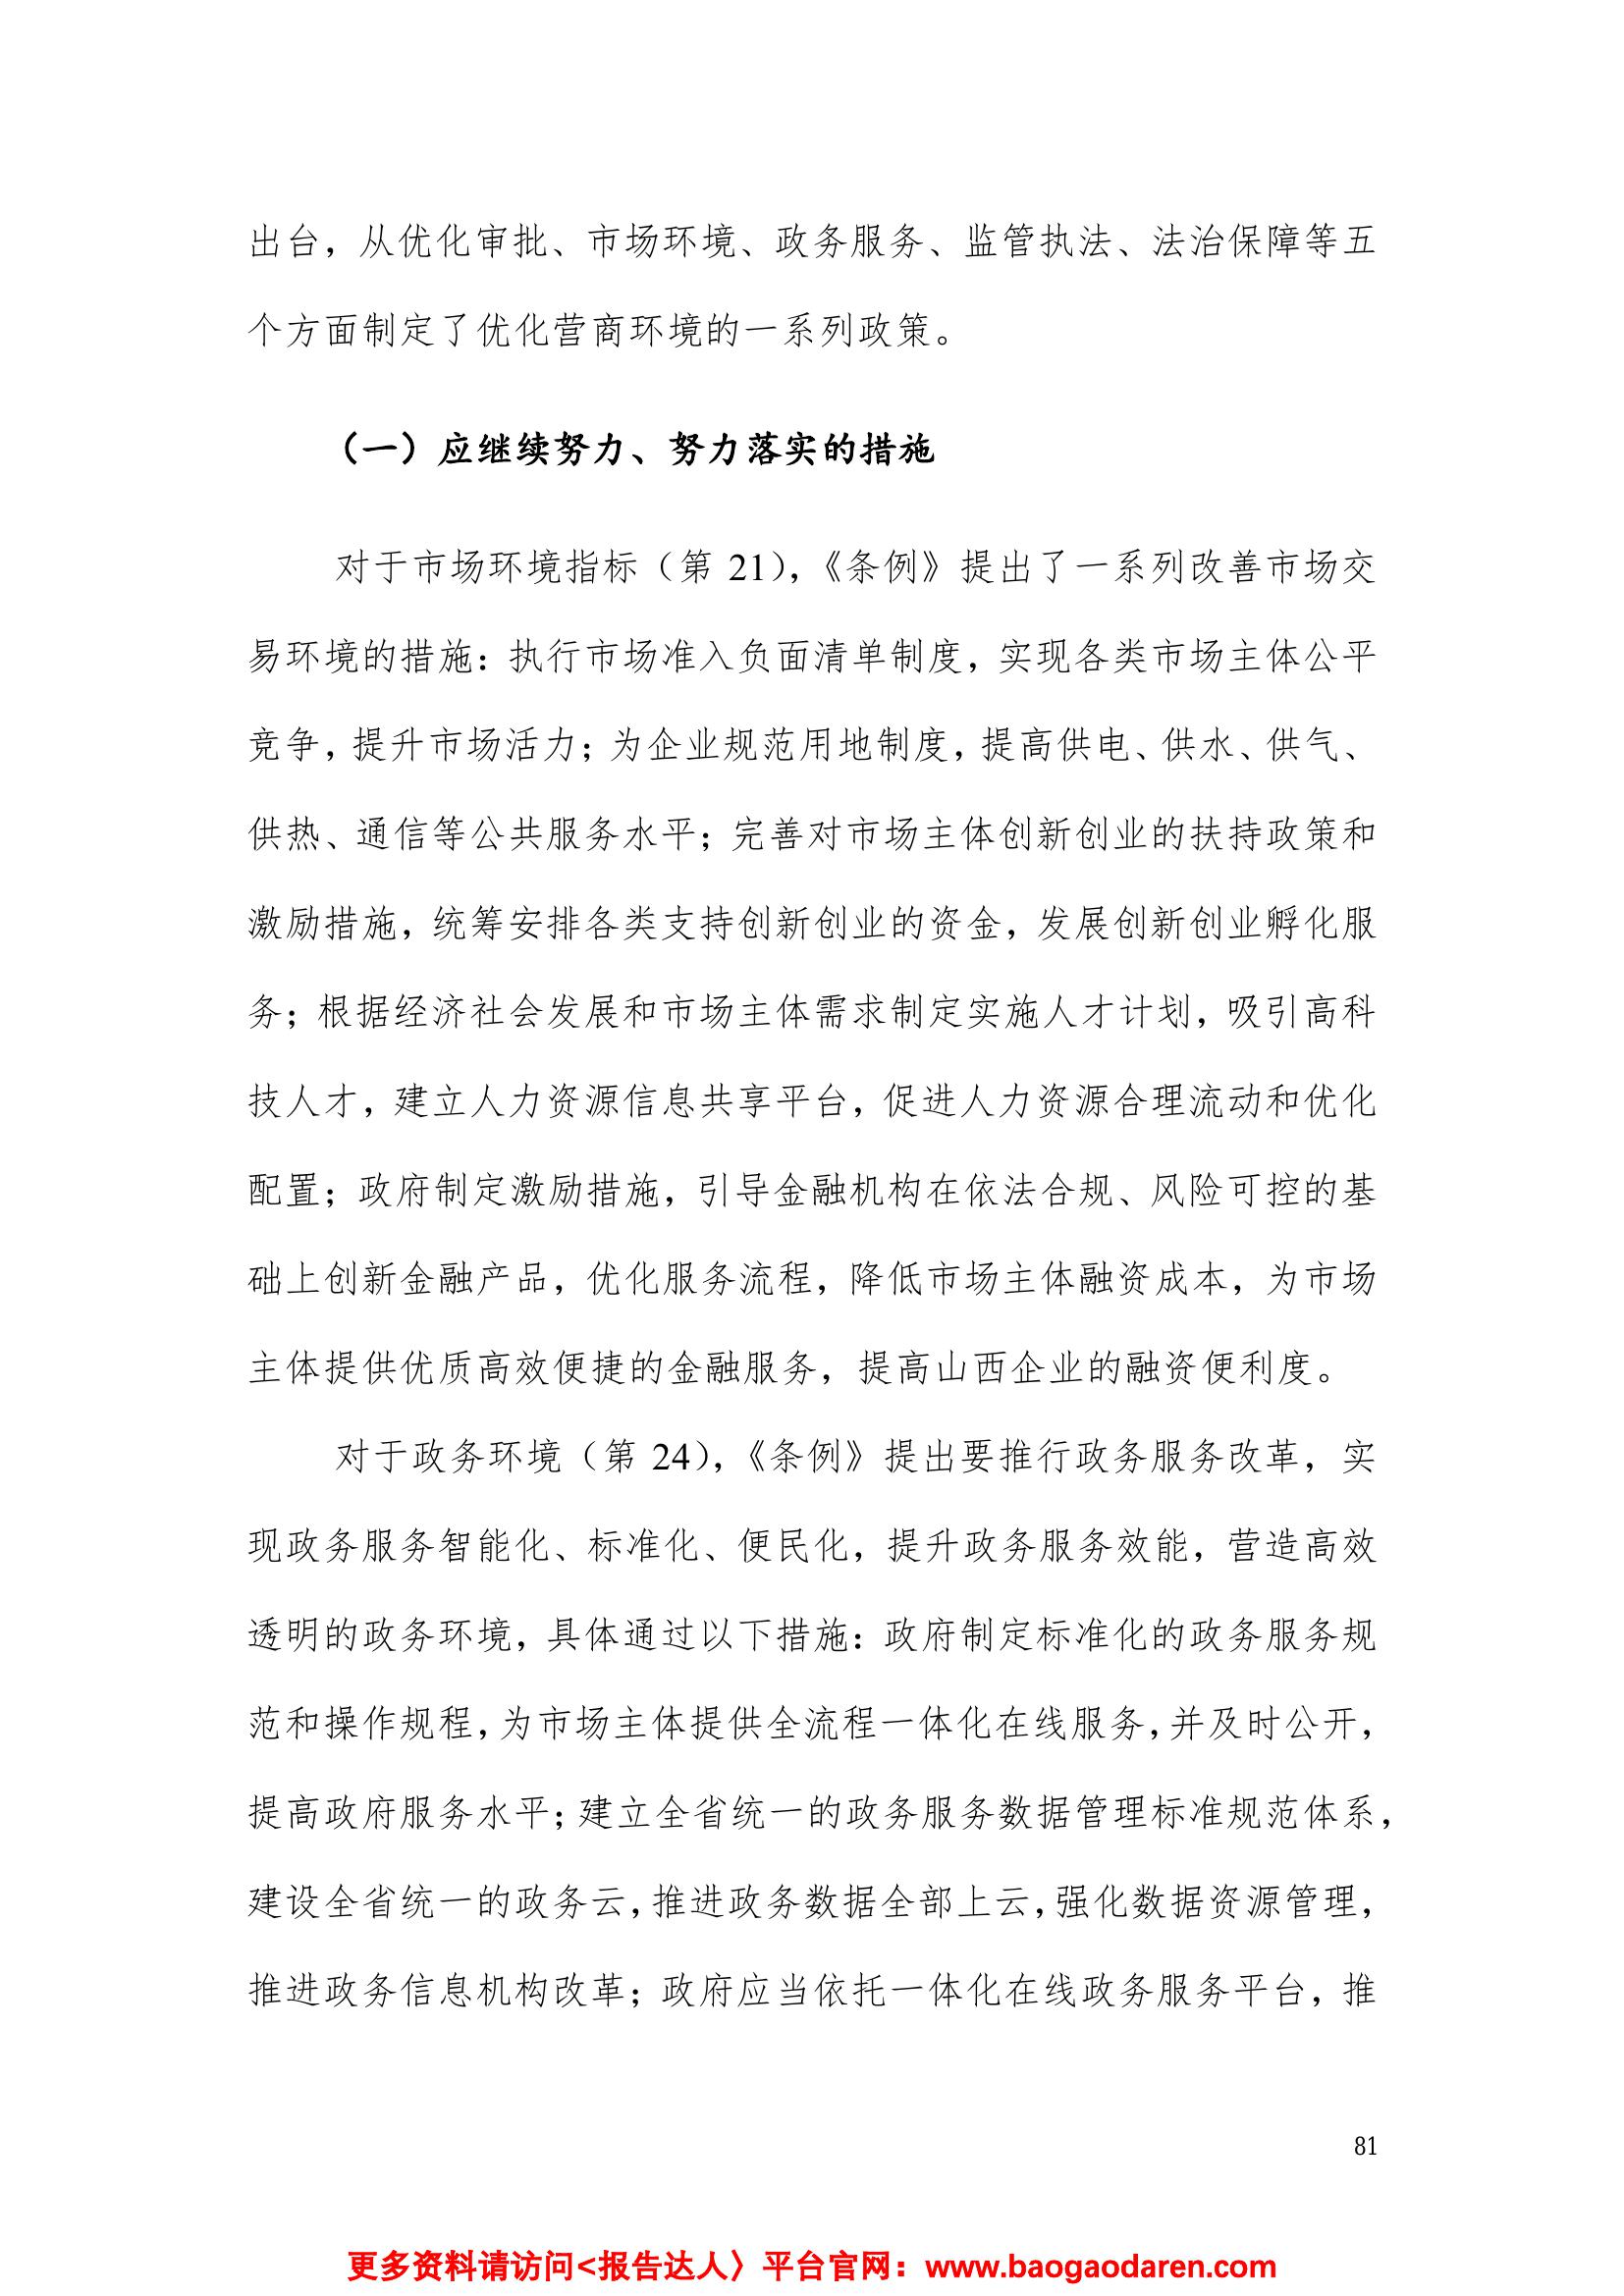 出台，从优化审批、市场环境、政务服务、监管执法、法治保障等五
个方面制定了优化营商环境的一系列政策。
（一）应继续努力、努力落实的措施
对于市场环境指标（第 21），《条例》提出了一系列改善市场交
易环境的措施：执行市场准入负面清单制度，实现各类市场主体公平
竞争，提升市场活力；为企业规范用地制度，提高供电、供水、供气、
供热、通信等公共服务水平；完善对市场主体创新创业的扶持政策和
激励措施，统筹安排各类支持创新创业的资金，发展创新创业孵化服
务；根据经济社会发展和市场主体需求制定实施人才计划，吸引高科
技人才，建立人力资源信息共享平台，促进人力资源合理流动和优化
配置；政府制定激励措施，引导金融机构在依法合规、风险可控的基
础上创新金融产品，优化服务流程，降低市场主体融资成本，为市场
主体提供优质高效便捷的金融服务，提高山西企业的融资便利度。
对于政务环境（第 24），《条例》提出要推行政务服务改革，实
现政务服务智能化、标准化、便民化，提升政务服务效能，营造高效
透明的政务环境，具体通过以下措施：政府制定标准化的政务服务规
范和操作规程，为市场主体提供全流程一体化在线服务，并及时公开，
提高政府服务水平；建立全省统一的政务服务数据管理标准规范体系，
建设全省统一的政务云，推进政务数据全部上云，强化数据资源管理，
推进政务信息机构改革；政府应当依托一体化在线政务服务平台，推
81
更多资料请访问<报告达人〉平台官网：www.baogaodaren.com